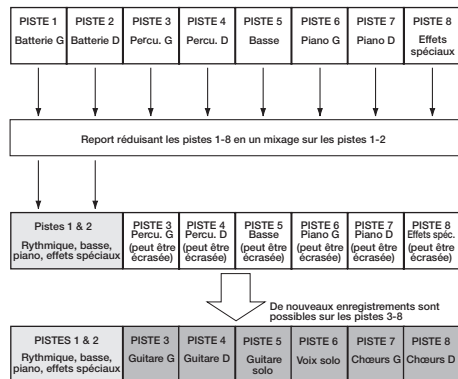 PISTE 1 PISTE 2 PISTE 3 PISTE 4 PISTE 5 PISTE 6 PISTE 7 PISTE 8
Batterie G Batterie D Percu. G Percu. D Basse Piano G Piano D Effets
spéciaux
Report réduisant les pistes 1-8 en un mixage sur les pistes 1-2
Pistes 1 & 2 PISTE 3 PISTE 4 PISTE 5 PISTE 6 PISTE 7 PISTE 8
Percu. G Percu. D Basse Piano G Piano D Effets spéc.
Rythmique, basse, (peut être (peut être (peut être (peut être (peut être (peut être
piano, effets spéciaux écrasée) écrasée) écrasée) écrasée) écrasée) écrasée)
De nouveaux enregistrements sont
possibles sur les pistes 3-8
PISTES 1 & 2 PISTE 3 PISTE 4 PISTE 5 PISTE 6 PISTE 7 PISTE 8
Rythmique, basse, Guitare G Guitare D Guitare Voix solo Chœurs G Chœurs D
piano, effets spéciaux solo